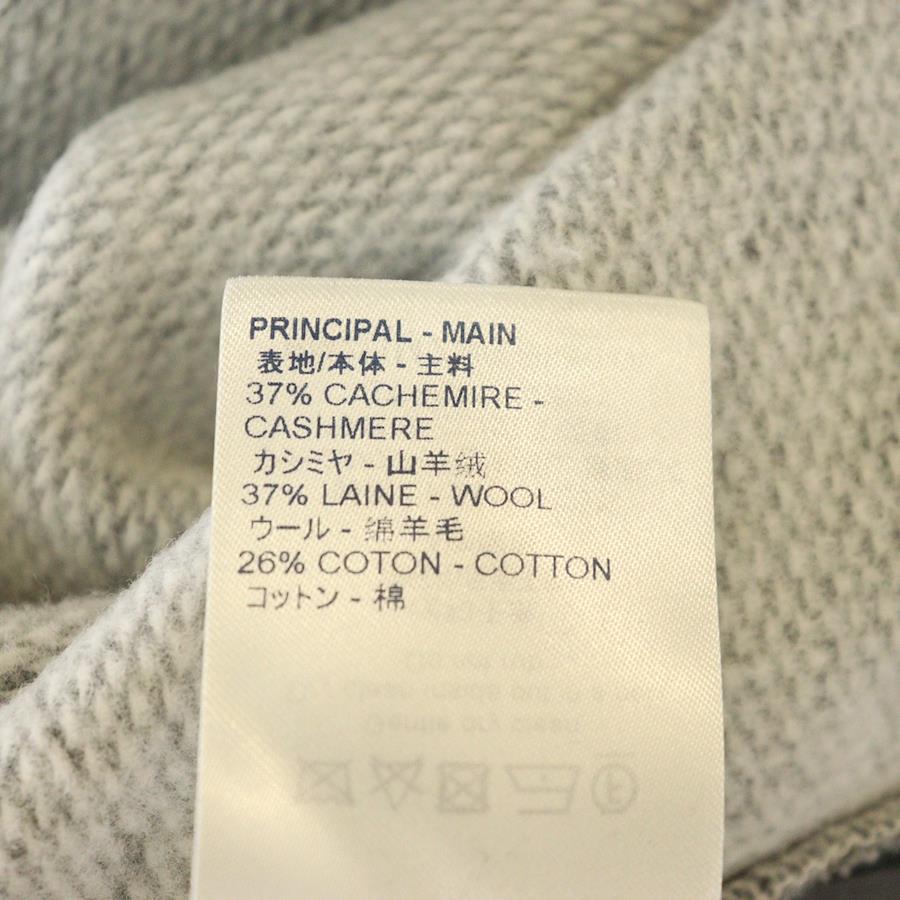 PRINCIPAL - MAIN
表地/本体 - 主料
37% CACHEMIRE -
CASHMERE
カシミヤ - 山羊绒
37% LAINE - WOOL
ウール - 绵羊毛
26% COTON - COTTON
コットン - 棉